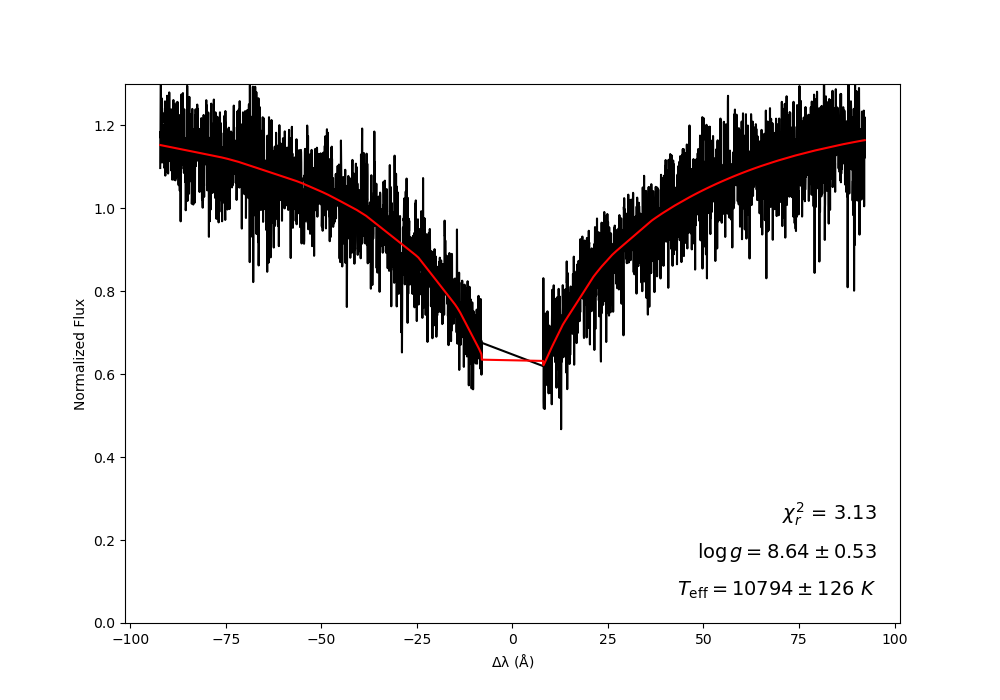 1.2
1.0
0.8
0.6
0.4
0.2
0.0
Normalized Flux
χ²ᵣ = 3.13
log g = 8.64 ± 0.53
T_eff = 10794 ± 126 K
−100 −75 −50 −25 0 25 50 75 100
Δλ (Å)